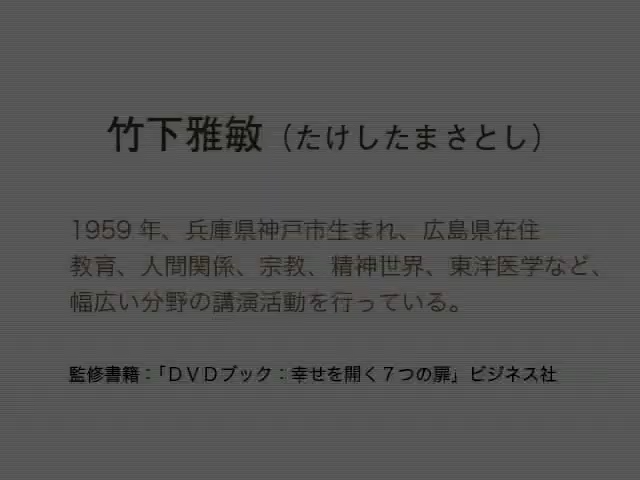 竹下雅敏（たけしたまさとし）
1959 年、兵庫県神戸市生まれ、広島県在住
教育、人間関係、宗教、精神世界、東洋医学など、
幅広い分野の講演活動を行っている。
監修書籍：「ＤＶＤブック：幸せを開く７つの扉」ビジネス社